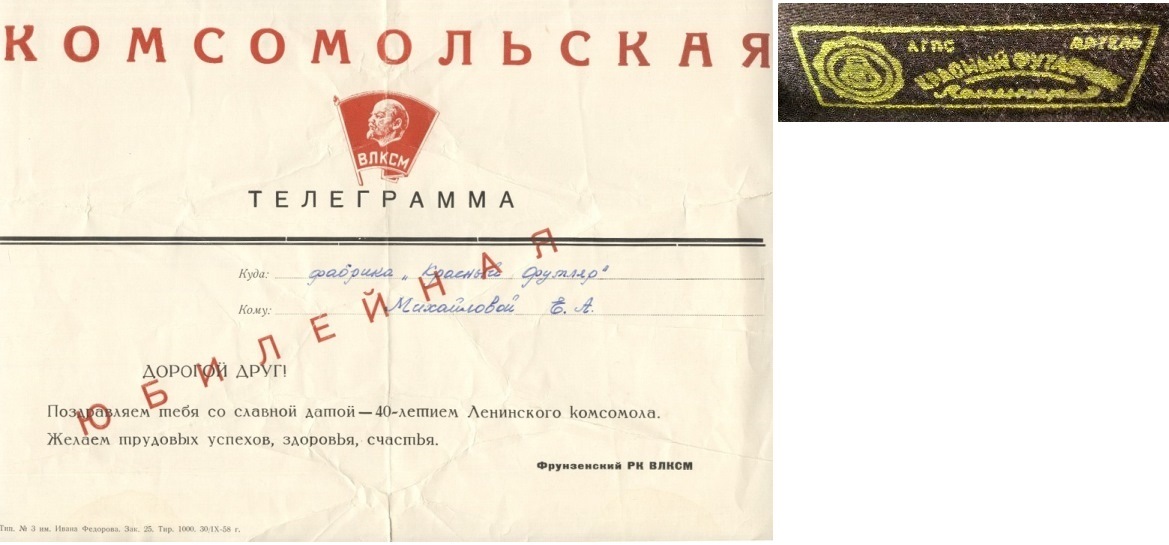 КОМСОМОЛЬСКАЯ
ВЛКСМ
ТЕЛЕГРАММА
ЮБИЛЕЙНАЯ
Куда: фабрика „Красный футляр"
Кому: Михайловой Е. А.
ДОРОГОЙ ДРУГ!
Поздравляем тебя со славной датой — 40-летием Ленинского комсомола.
Желаем трудовых успехов, здоровья, счастья.
Фрунзенский РК ВЛКСМ
Тип. № 3 им. Ивана Федорова. Зак. 25. Тир. 1000. 30/IX-58 г.
АРТЕЛЬ
КРАСНЫЙ ФУТЛЯРЩИК
Ленинград